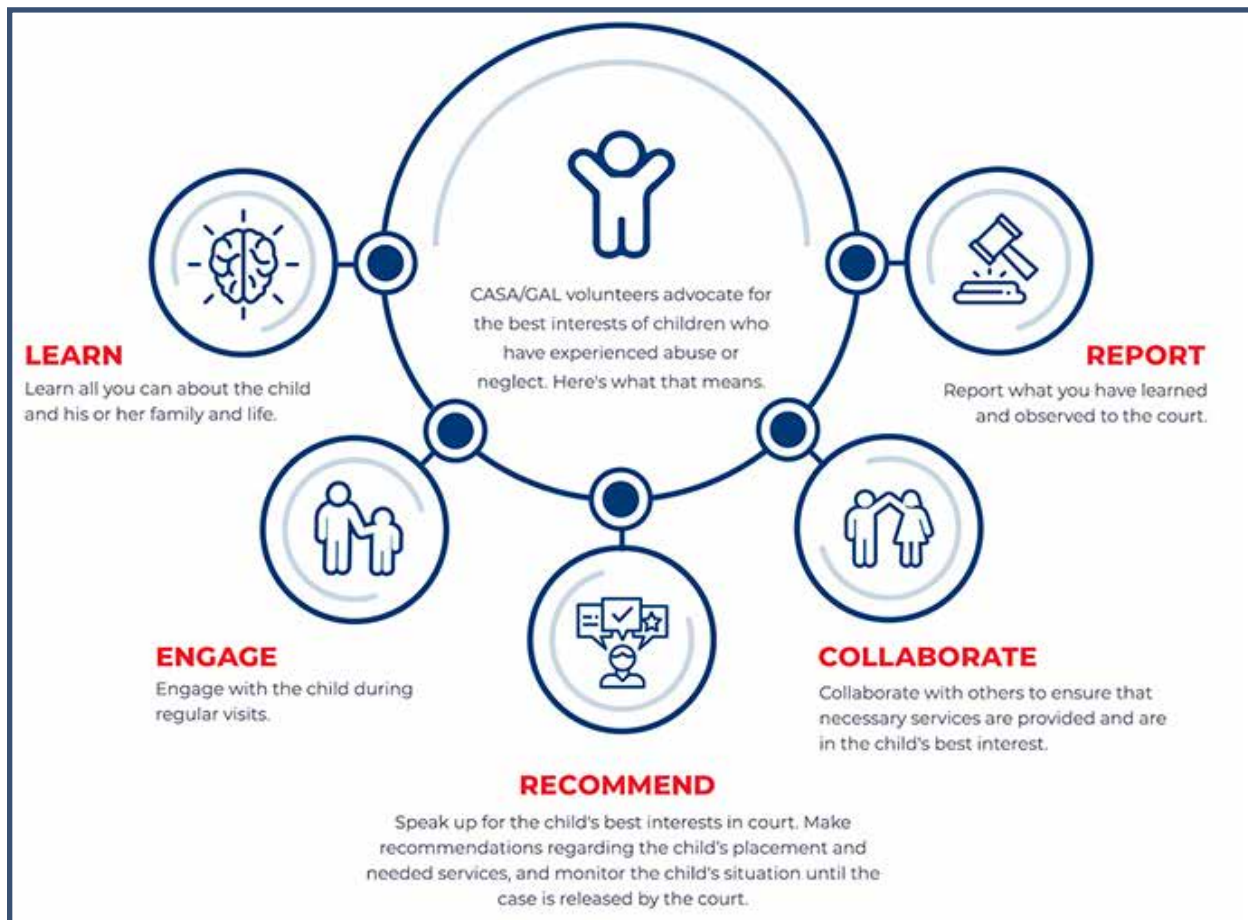 CASA/GAL volunteers advocate for
the best interests of children who
have experienced abuse or
neglect. Here's what that means.
LEARN
Learn all you can about the child
and his or her family and life.
ENGAGE
Engage with the child during
regular visits.
RECOMMEND
Speak up for the child's best interests in court. Make
recommendations regarding the child's placement and
needed services, and monitor the child's situation until the
case is released by the court.
COLLABORATE
Collaborate with others to ensure that
necessary services are provided and are
in the child's best interest.
REPORT
Report what you have learned
and observed to the court.